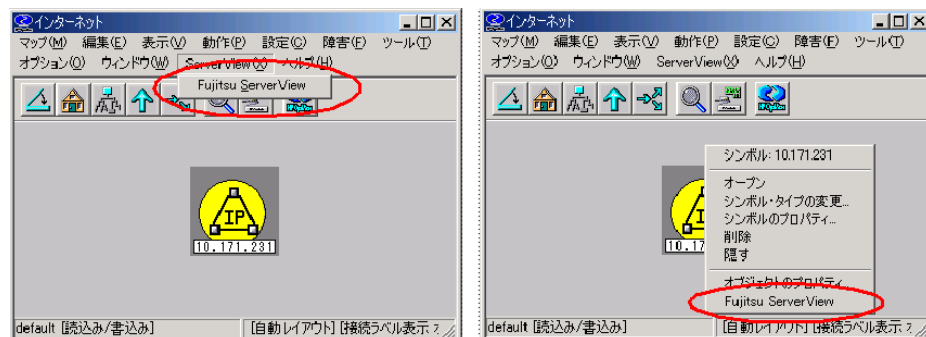 インターネット
マップ(M) 編集(E) 表示(V) 動作(P) 設定(C) 障害(F) ツール(T)
オプション(O) ウィンドウ(W) ServerView(X) ヘルプ(H)
Fujitsu ServerView
IP
10.171.231
default [読込み/書込み] [自動レイアウト] [接続ラベル表示
インターネット
マップ(M) 編集(E) 表示(V) 動作(P) 設定(C) 障害(F) ツール(T)
オプション(O) ウィンドウ(W) ServerView(X) ヘルプ(H)
シンボル: 10.171.231
オープン
シンボル・タイプの変更...
シンボルのプロパティ...
削除
隠す
オブジェクトのプロパティ...
Fujitsu ServerView
10.17
default [読込み/書込み] [自動レイアウト] [接続ラベル表示